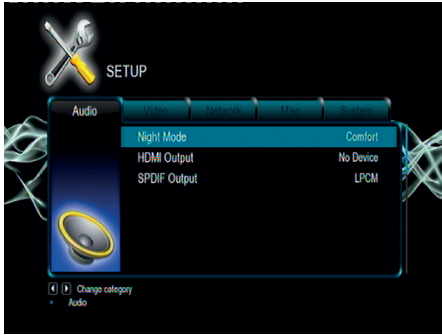 SETUP
Audio Video Network Misc System
Night Mode Comfort
HDMI Output No Device
SPDIF Output LPCM
Change category
Audio